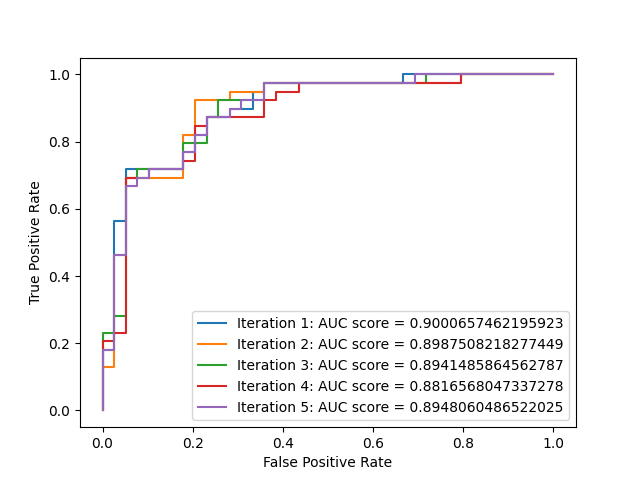 1.0
0.8
0.6
0.4
0.2
0.0
True Positive Rate
Iteration 1: AUC score = 0.9000657462195923
Iteration 2: AUC score = 0.8987508218277449
Iteration 3: AUC score = 0.8941485864562787
Iteration 4: AUC score = 0.8816568047337278
Iteration 5: AUC score = 0.8948060486522025
0.0 0.2 0.4 0.6 0.8 1.0
False Positive Rate